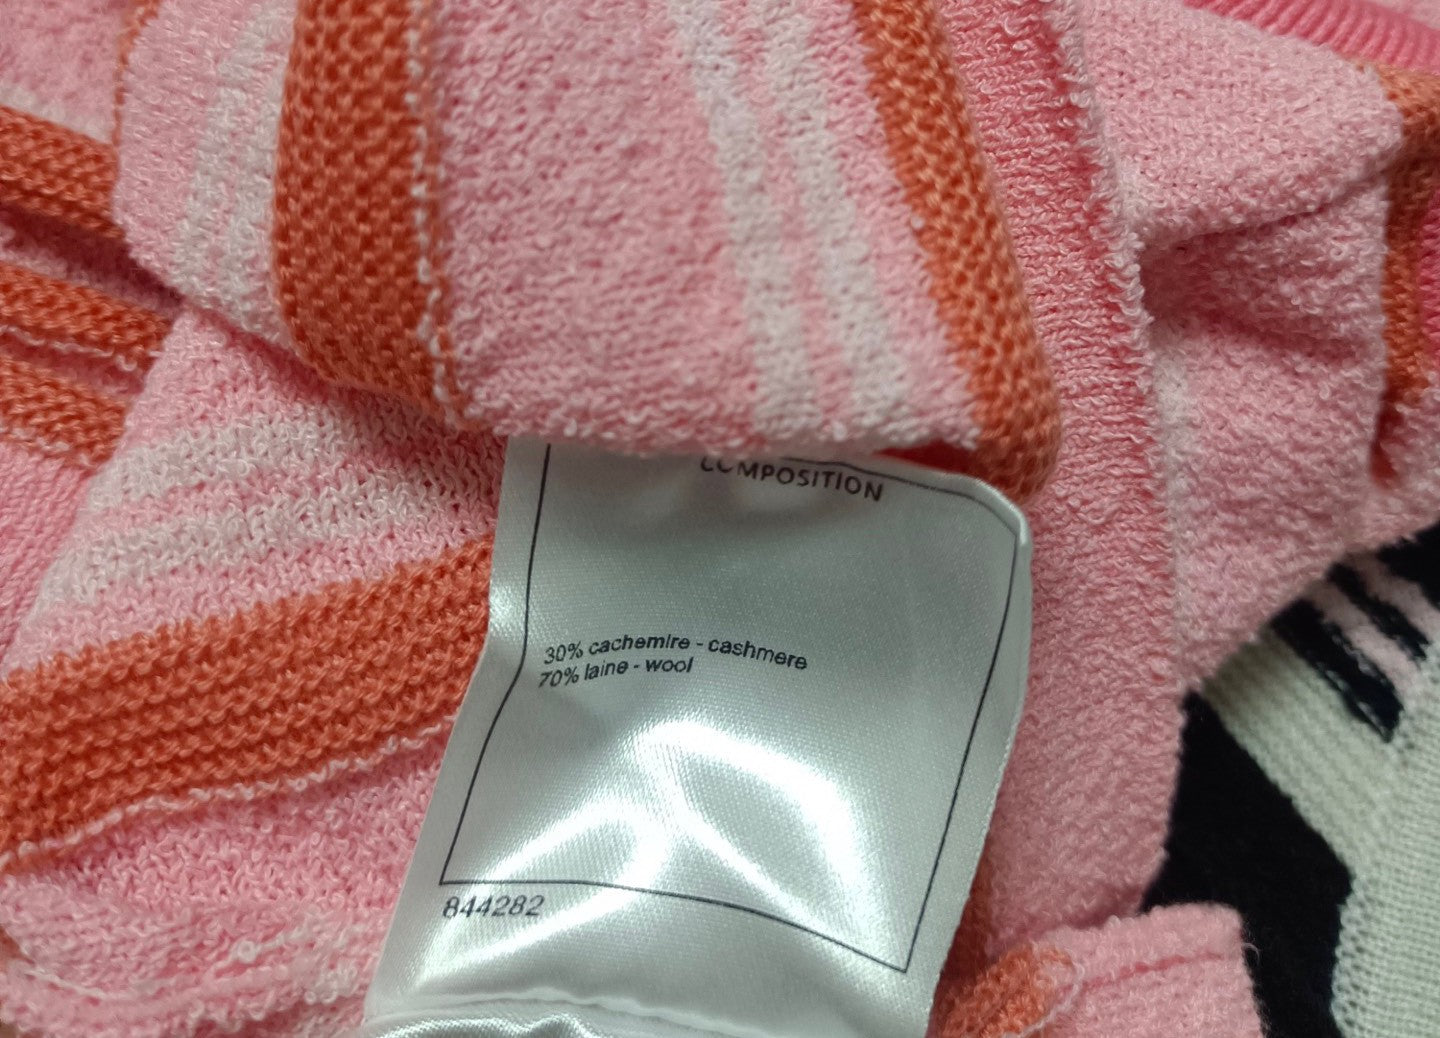 COMPOSITION
30% cachemire - cashmere
70% laine - wool
844282